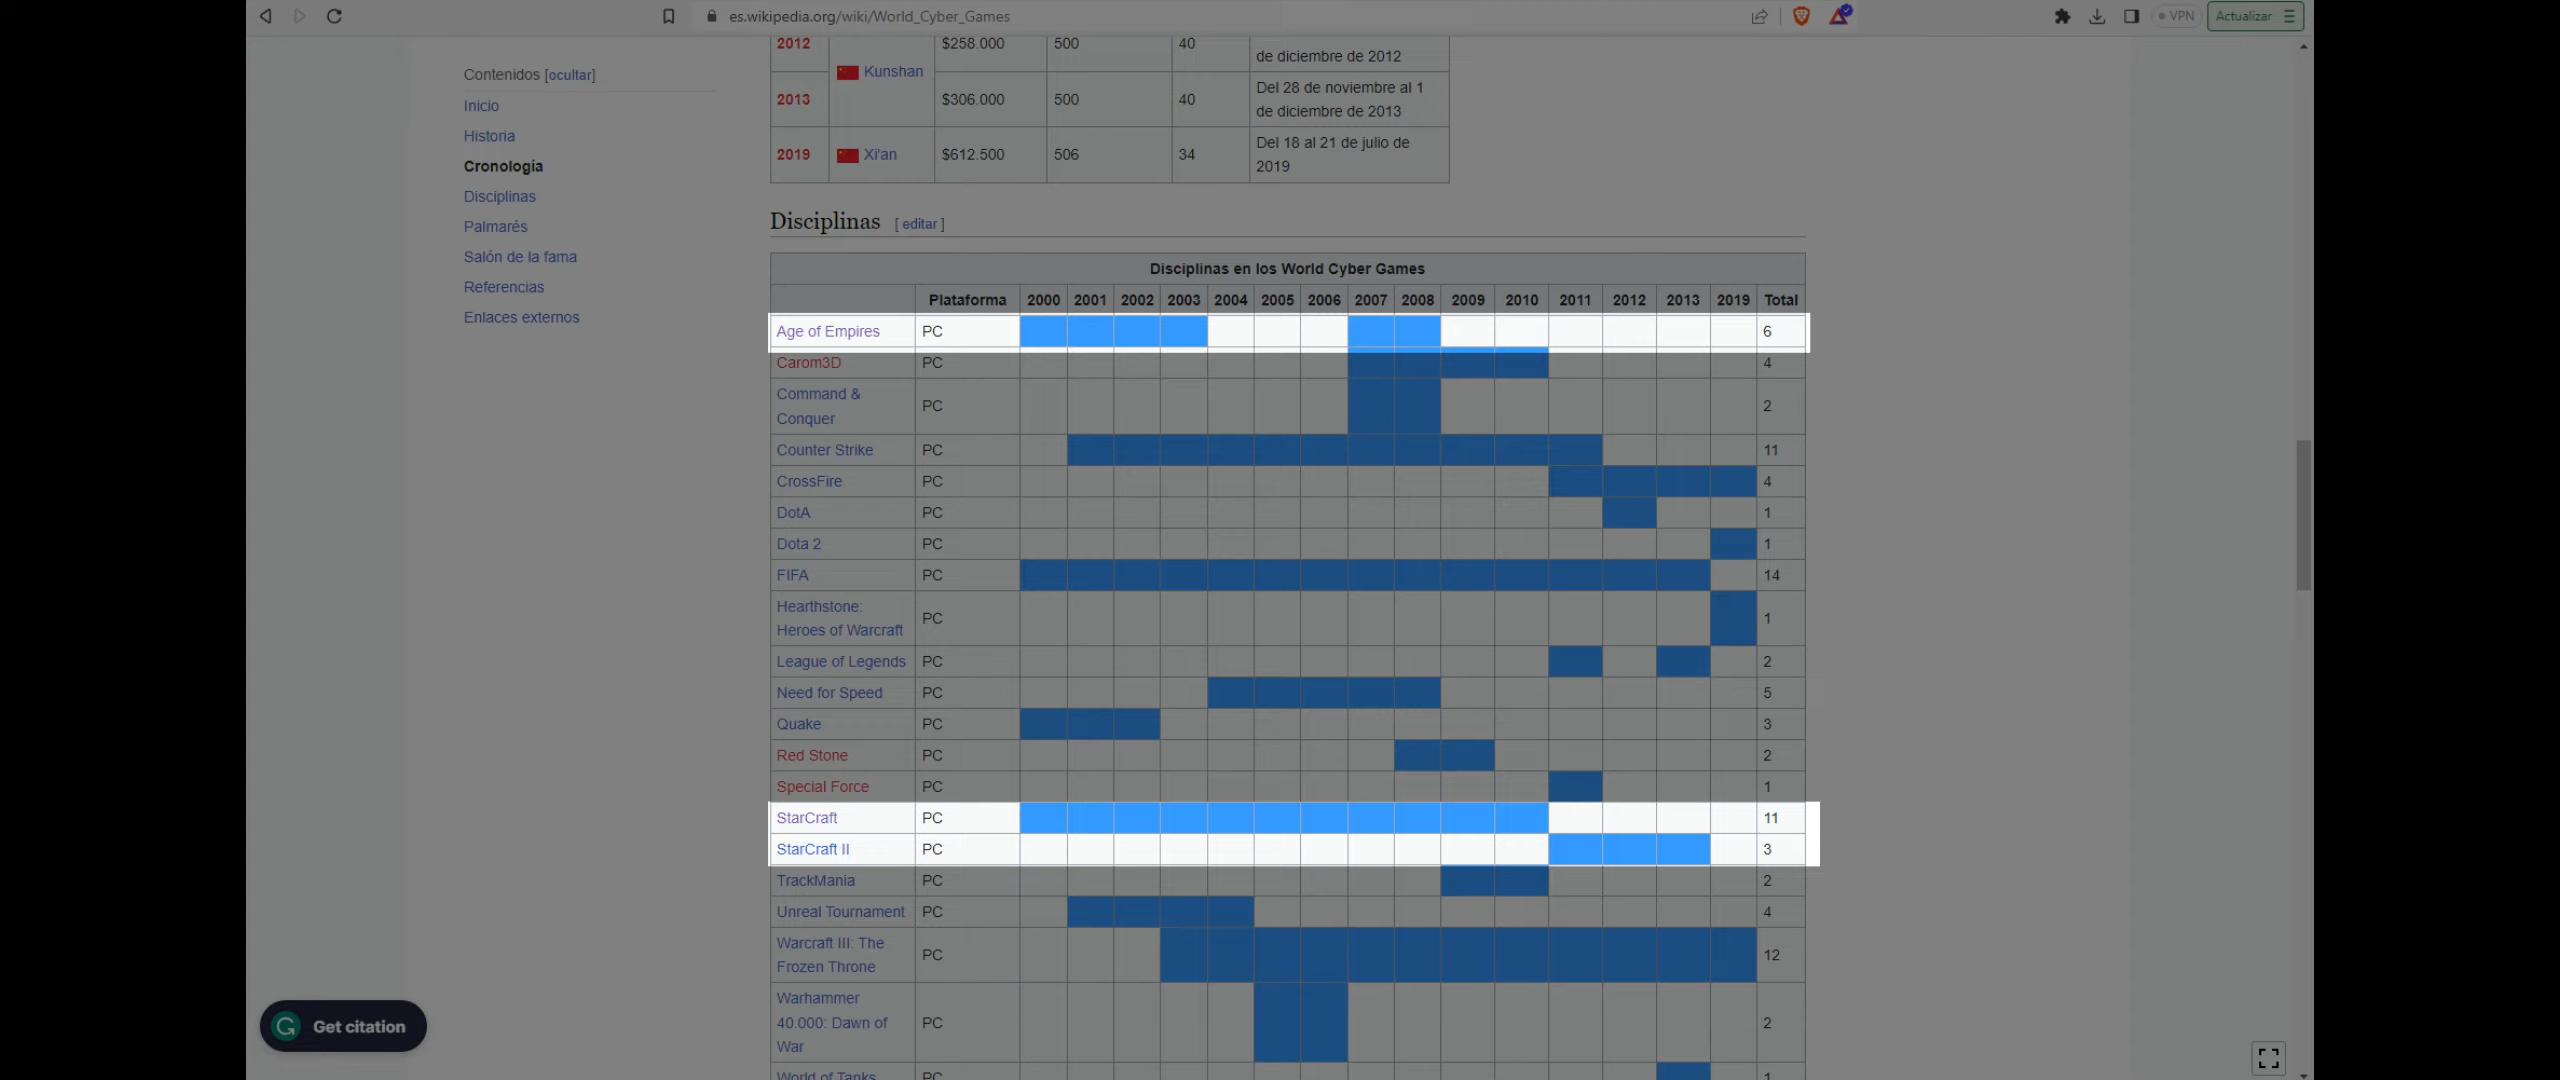 es.wikipedia.org/wiki/World_Cyber_Games
VPN
Actualizar
Contenidos [ocultar]
Inicio
Historia
Cronología
Disciplinas
Palmarés
Salón de la fama
Referencias
Enlaces externos
2012 Kunshan $258.000 500 40 de diciembre de 2012
2013 $306.000 500 40 Del 28 de noviembre al 1
de diciembre de 2013
2019 Xi'an $612.500 506 34 Del 18 al 21 de julio de
2019
Disciplinas [ editar ]
Disciplinas en los World Cyber Games
Plataforma 2000 2001 2002 2003 2004 2005 2006 2007 2008 2009 2010 2011 2012 2013 2019 Total
Age of Empires PC 6
Carom3D PC 4
Command &
Conquer PC 2
Counter Strike PC 11
CrossFire PC 4
DotA PC 1
Dota 2 PC 1
FIFA PC 14
Hearthstone:
Heroes of Warcraft PC 1
League of Legends PC 2
Need for Speed PC 5
Quake PC 3
Red Stone PC 2
Special Force PC 1
StarCraft PC 11
StarCraft II PC 3
TrackMania PC 2
Unreal Tournament PC 4
Warcraft III: The
Frozen Throne PC 12
Warhammer
40.000: Dawn of
War PC 2
World of Tanks PC 1
Get citation